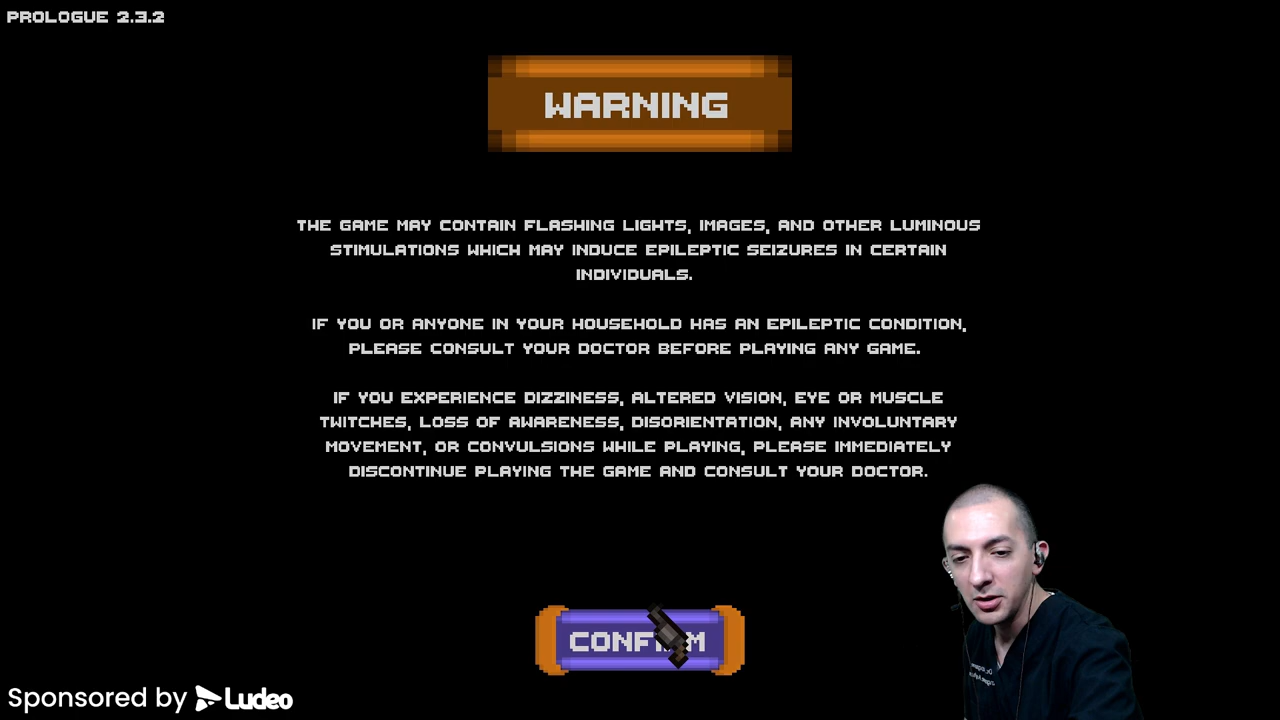 PROLOGUE 2.3.2
WARNING
THE GAME MAY CONTAIN FLASHING LIGHTS, IMAGES, AND OTHER LUMINOUS
STIMULATIONS WHICH MAY INDUCE EPILEPTIC SEIZURES IN CERTAIN
INDIVIDUALS.
IF YOU OR ANYONE IN YOUR HOUSEHOLD HAS AN EPILEPTIC CONDITION,
PLEASE CONSULT YOUR DOCTOR BEFORE PLAYING ANY GAME.
IF YOU EXPERIENCE DIZZINESS, ALTERED VISION, EYE OR MUSCLE
TWITCHES, LOSS OF AWARENESS, DISORIENTATION, ANY INVOLUNTARY
MOVEMENT, OR CONVULSIONS WHILE PLAYING, PLEASE IMMEDIATELY
DISCONTINUE PLAYING THE GAME AND CONSULT YOUR DOCTOR.
CONFIRM
Sponsored by Ludeo